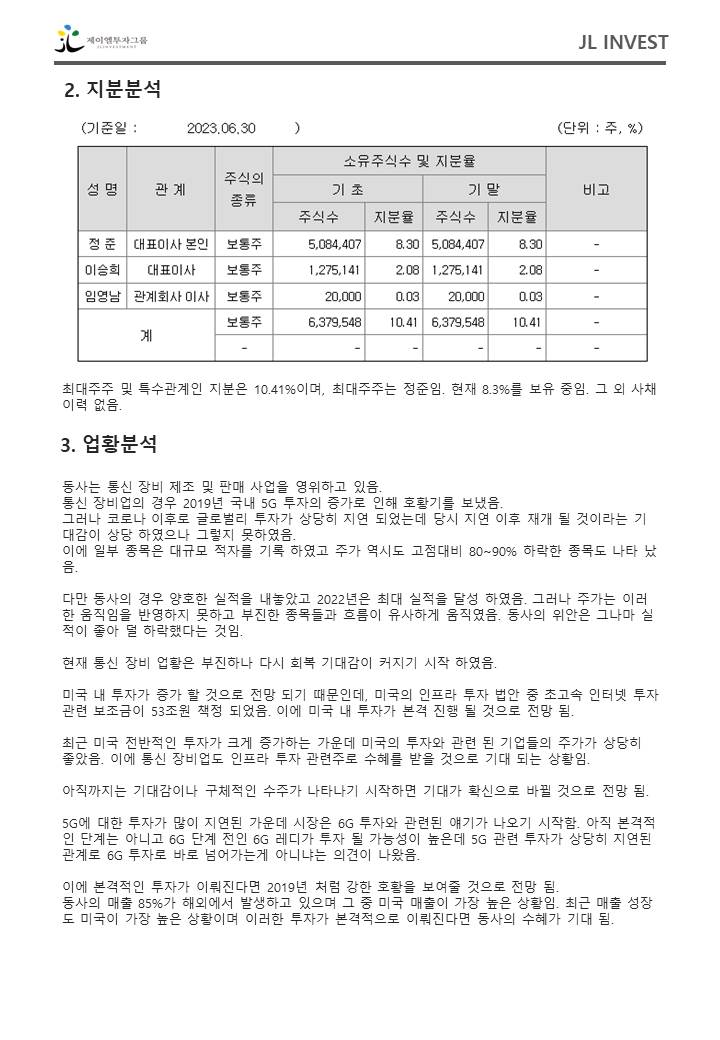 제이엘투자그룹
JLINVESTMENT
JL INVEST
2. 지분분석
(기준일 : 2023.06.30 ) (단위 : 주, %)
성 명 관 계 주식의 종류 소유주식수 및 지분율 비고
기 초 기 말
주식수 지분율 주식수 지분율
정 준 대표이사 본인 보통주 5,084,407 8.30 5,084,407 8.30 -
이승희 대표이사 보통주 1,275,141 2.08 1,275,141 2.08 -
임영남 관계회사 이사 보통주 20,000 0.03 20,000 0.03 -
계 보통주 6,379,548 10.41 6,379,548 10.41 -
- - - - - -
최대주주 및 특수관계인 지분은 10.41%이며, 최대주주는 정준임. 현재 8.3%를 보유 중임. 그 외 사채
이력 없음.
3. 업황분석
동사는 통신 장비 제조 및 판매 사업을 영위하고 있음.
통신 장비업의 경우 2019년 국내 5G 투자의 증가로 인해 호황기를 보냈음.
그러나 코로나 이후로 글로벌리 투자가 상당히 지연 되었는데 당시 지연 이후 재개 될 것이라는 기
대감이 상당 하였으나 그렇지 못하였음.
이에 일부 종목은 대규모 적자를 기록 하였고 주가 역시도 고점대비 80~90% 하락한 종목도 나타 났
음.
다만 동사의 경우 양호한 실적을 내놓았고 2022년은 최대 실적을 달성 하였음. 그러나 주가는 이러
한 움직임을 반영하지 못하고 부진한 종목들과 흐름이 유사하게 움직였음. 동사의 위안은 그나마 실
적이 좋아 덜 하락했다는 것임.
현재 통신 장비 업황은 부진하나 다시 회복 기대감이 커지기 시작 하였음.
미국 내 투자가 증가 할 것으로 전망 되기 때문인데, 미국의 인프라 투자 법안 중 초고속 인터넷 투자
관련 보조금이 53조원 책정 되었음. 이에 미국 내 투자가 본격 진행 될 것으로 전망 됨.
최근 미국 전반적인 투자가 크게 증가하는 가운데 미국의 투자와 관련 된 기업들의 주가가 상당히
좋았음. 이에 통신 장비업도 인프라 투자 관련주로 수혜를 받을 것으로 기대 되는 상황임.
아직까지는 기대감이나 구체적인 수주가 나타나기 시작하면 기대가 확신으로 바뀔 것으로 전망 됨.
5G에 대한 투자가 많이 지연된 가운데 시장은 6G 투자와 관련된 얘기가 나오기 시작함. 아직 본격적
인 단계는 아니고 6G 단계 전인 6G 레디가 투자 될 가능성이 높은데 5G 관련 투자가 상당히 지연된
관계로 6G 투자로 바로 넘어가는게 아니냐는 의견이 나왔음.
이에 본격적인 투자가 이뤄진다면 2019년 처럼 강한 호황을 보여줄 것으로 전망 됨.
동사의 매출 85%가 해외에서 발생하고 있으며 그 중 미국 매출이 가장 높은 상황임. 최근 매출 성장
도 미국이 가장 높은 상황이며 이러한 투자가 본격적으로 이뤄진다면 동사의 수혜가 기대 됨.